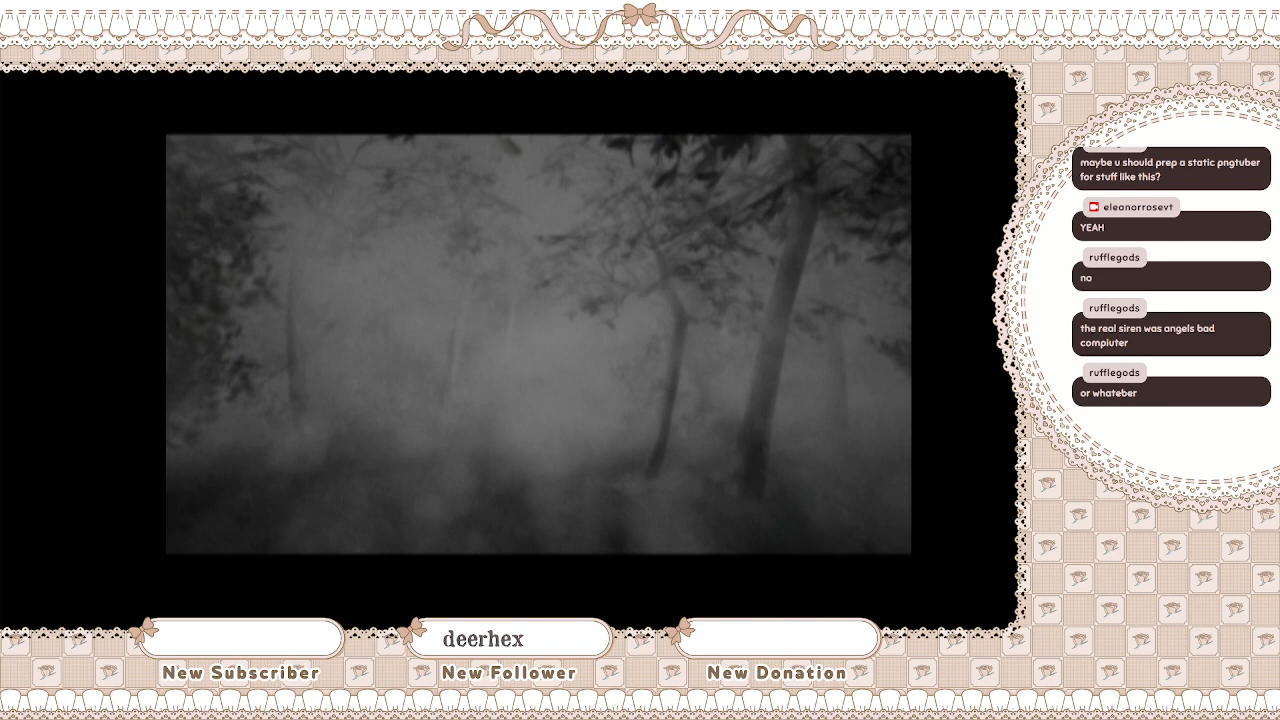 maybe u should prep a static pngtuber
for stuff like this?
eleanorrosevt
YEAH
rufflegods
no
rufflegods
the real siren was angels bad
compiuter
rufflegods
or whateber
deerhex
New Subscriber
New Follower
New Donation